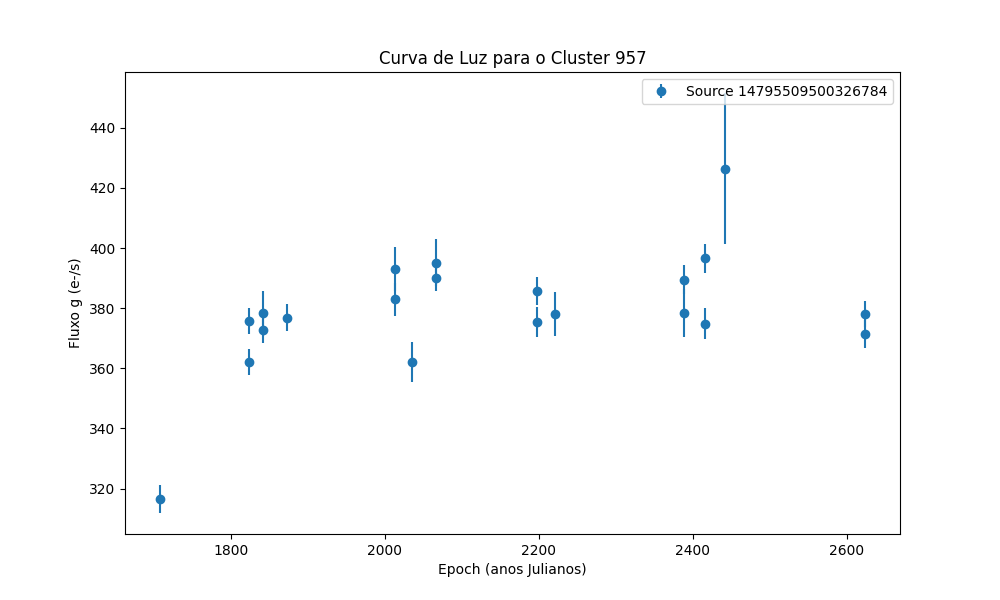 Curva de Luz para o Cluster 957
Source 14795509500326784
440
420
400
380
360
340
320
Fluxo g (e-/s)
1800 2000 2200 2400 2600
Epoch (anos Julianos)